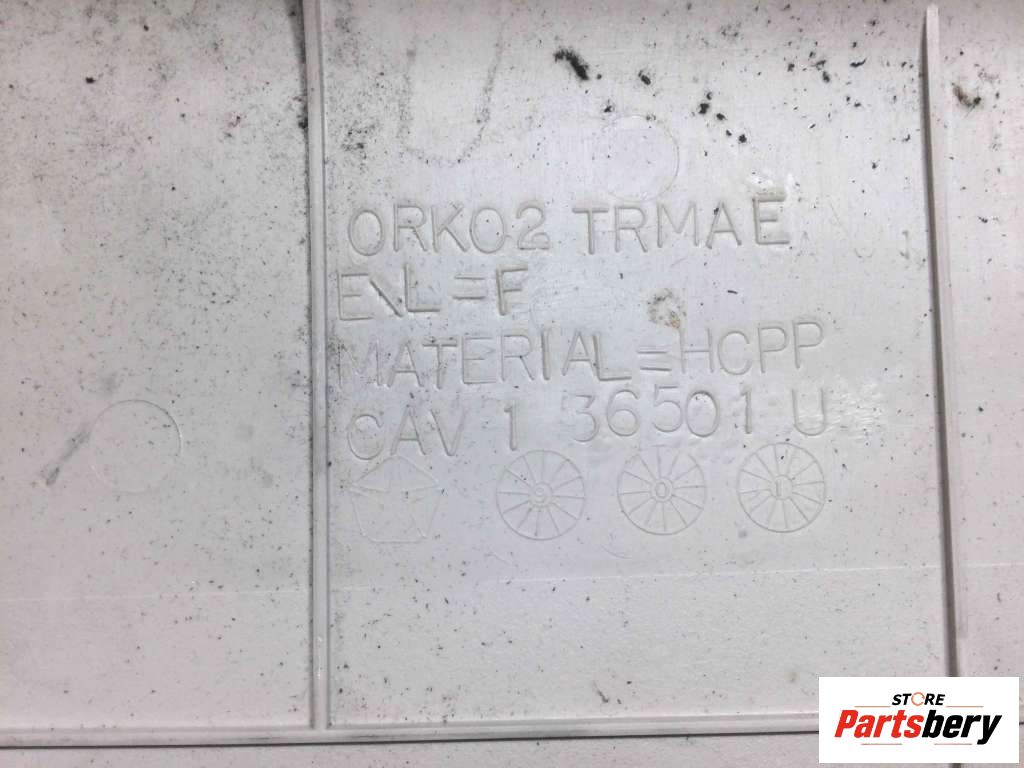 ORK02 TRMAE
E\L=F
MATERIAL=HCPP
CAV 1 36501 U
STORE
Partsbery